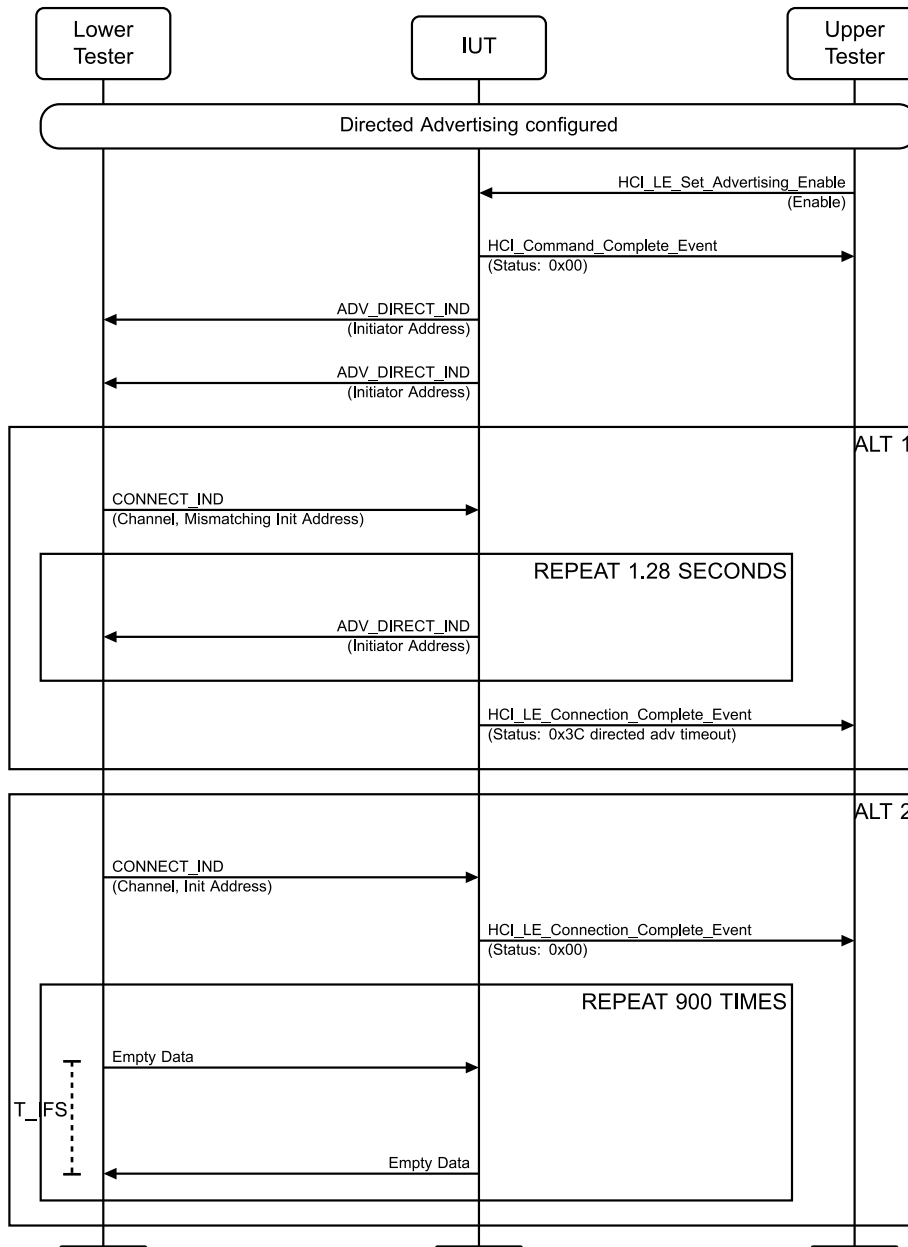 Lower
Tester
IUT
Upper
Tester
Directed Advertising configured
HCI_LE_Set_Advertising_Enable
(Enable)
HCI_Command_Complete_Event
(Status: 0x00)
ADV_DIRECT_IND
(Initiator Address)
ADV_DIRECT_IND
(Initiator Address)
ALT 1
CONNECT_IND
(Channel, Mismatching Init Address)
REPEAT 1.28 SECONDS
ADV_DIRECT_IND
(Initiator Address)
HCI_LE_Connection_Complete_Event
(Status: 0x3C directed adv timeout)
ALT 2
CONNECT_IND
(Channel, Init Address)
HCI_LE_Connection_Complete_Event
(Status: 0x00)
REPEAT 900 TIMES
Empty Data
T_IFS
Empty Data